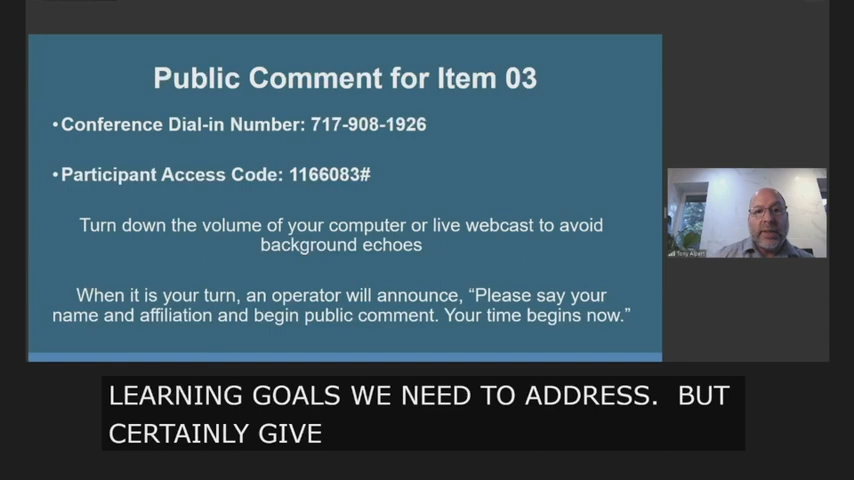 Public Comment for Item 03
•Conference Dial-in Number: 717-908-1926
•Participant Access Code: 1166083#
Turn down the volume of your computer or live webcast to avoid
background echoes
When it is your turn, an operator will announce, “Please say your
name and affiliation and begin public comment. Your time begins now.”
Tony Alpert
LEARNING GOALS WE NEED TO ADDRESS.  BUT
CERTAINLY GIVE